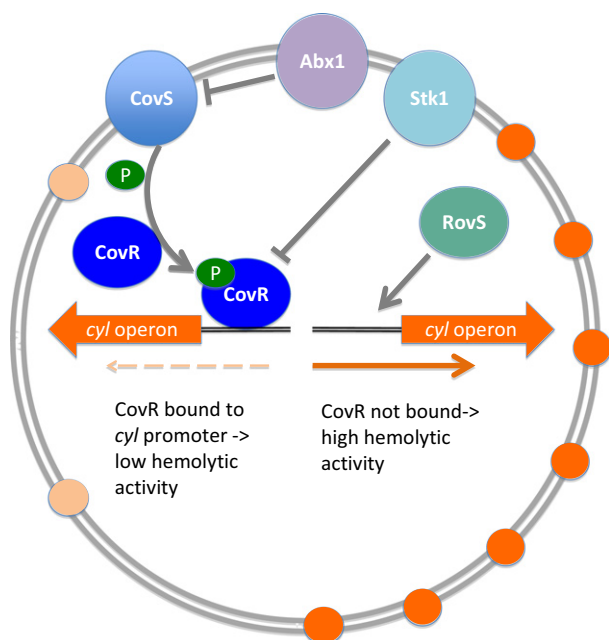 Abx1
CovS
Stk1
P
RovS
CovR
P
CovR
cyl operon
cyl operon
CovR bound to
cyl promoter ->
low hemolytic
activity
CovR not bound->
high hemolytic
activity